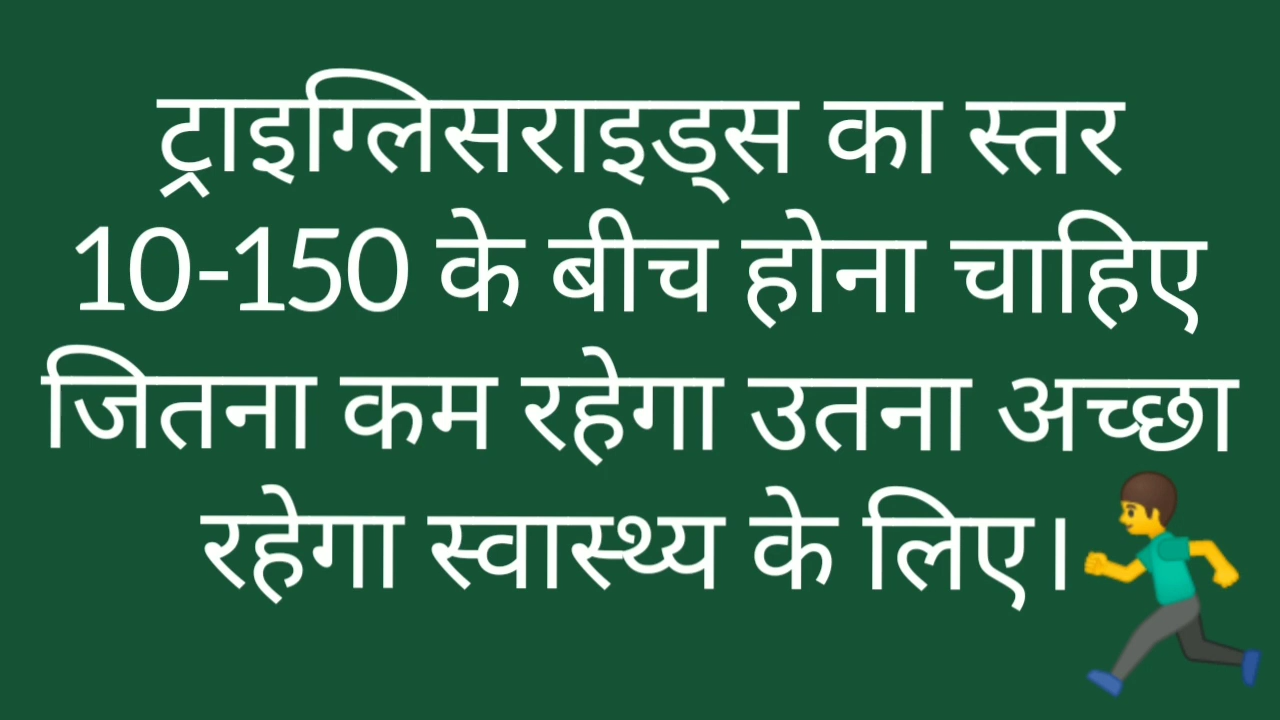 ट्राइग्लिसराइड्स का स्तर
10-150 के बीच होना चाहिए
जितना कम रहेगा उतना अच्छा
रहेगा स्वास्थ्य के लिए।